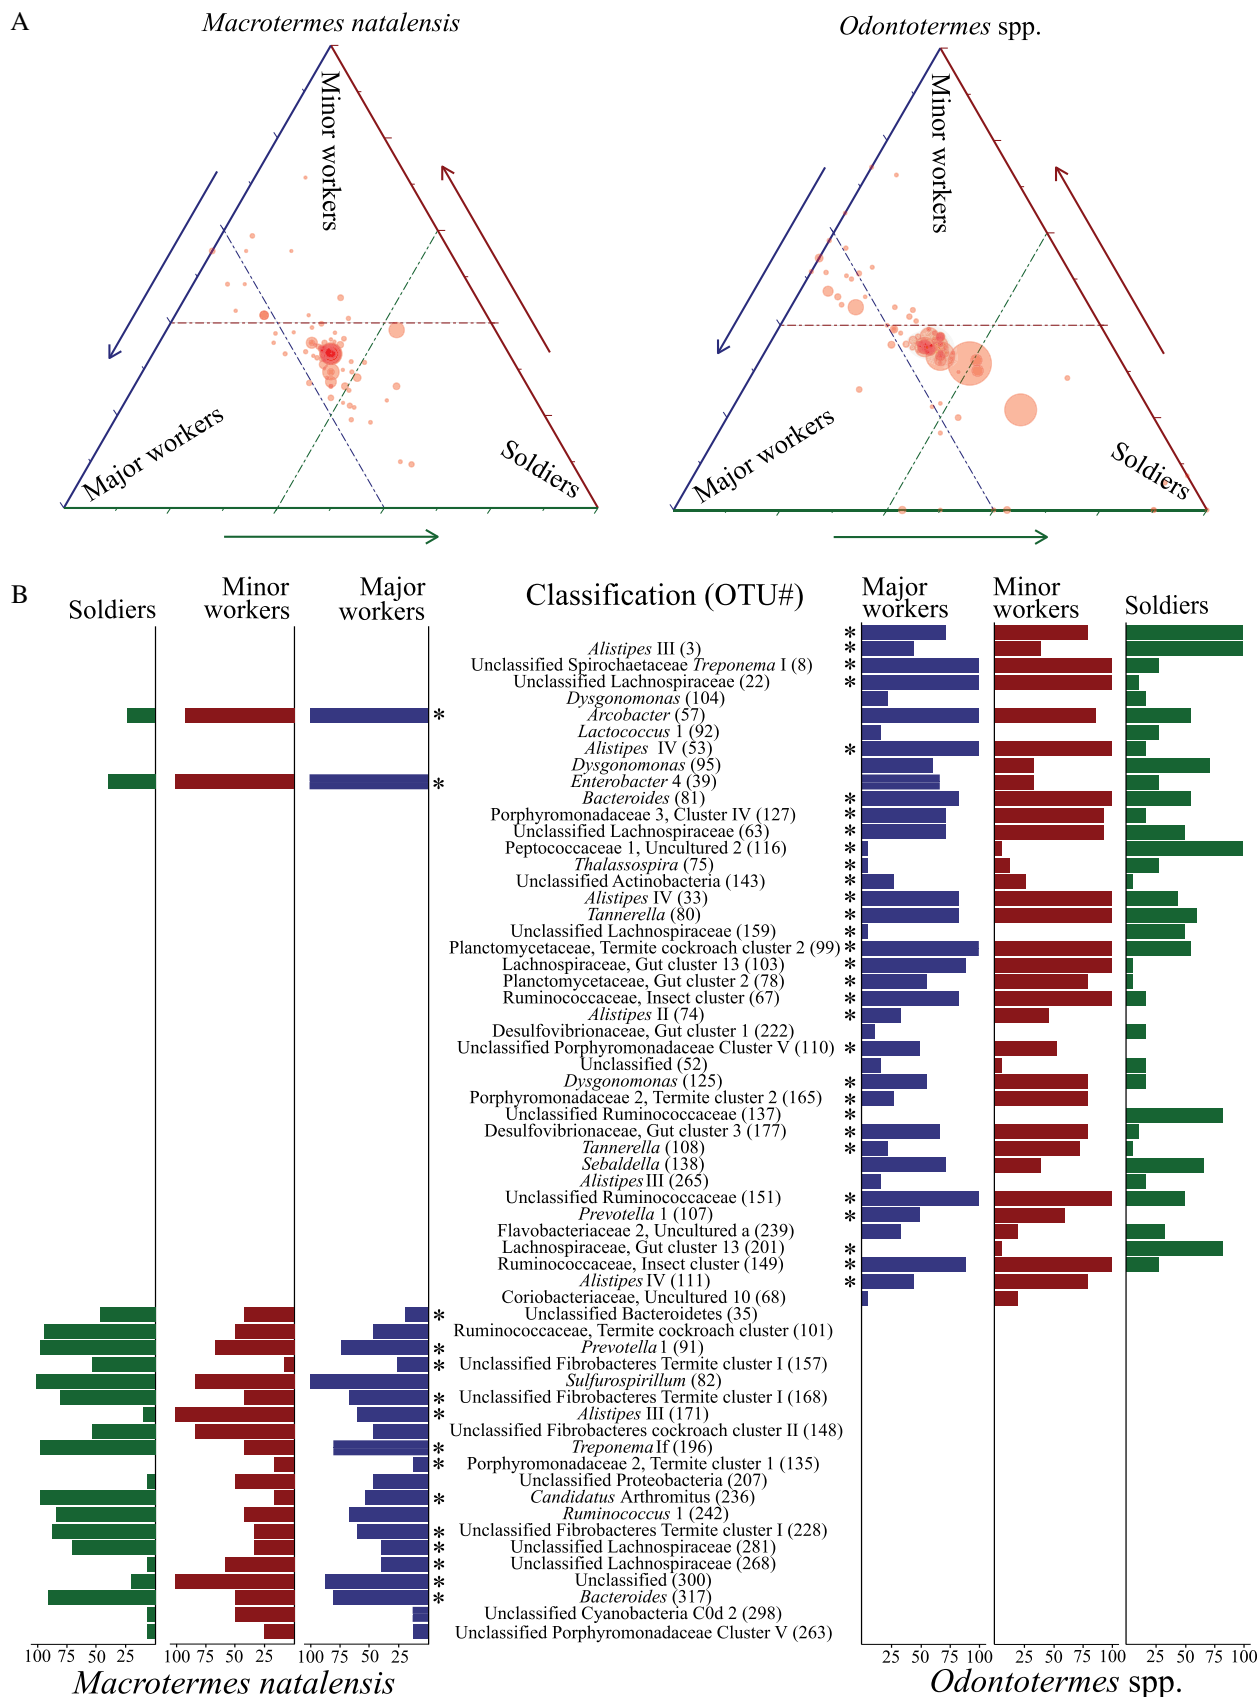 A
Macrotermes natalensis
Odontotermes spp.
Minor workers
Minor workers
Major workers
Soldiers
Major workers
Soldiers
B
Soldiers
Minor
workers
Major
workers
Classification (OTU#)
Major
workers
Minor
workers
Soldiers
*
Alistipes III (3) *
Unclassified Spirochaetaceae Treponema I (8) *
Unclassified Lachnospiraceae (22) *
Dysgonomonas (104)
* Arcobacter (57)
Lactococcus 1 (92)
Alistipes IV (53) *
Dysgonomonas (95)
* Enterobacter 4 (39)
Bacteroides (81) *
Porphyromonadaceae 3, Cluster IV (127) *
Unclassified Lachnospiraceae (63) *
Peptococcaceae 1, Uncultured 2 (116) *
Thalassospira (75) *
Unclassified Actinobacteria (143) *
Alistipes IV (33) *
Tannerella (80) *
Unclassified Lachnospiraceae (159) *
Planctomycetaceae, Termite cockroach cluster 2 (99) *
Lachnospiraceae, Gut cluster 13 (103) *
Planctomycetaceae, Gut cluster 2 (78) *
Ruminococcaceae, Insect cluster (67) *
Alistipes II (74) *
Desulfovibrionaceae, Gut cluster 1 (222)
Unclassified Porphyromonadaceae Cluster V (110) *
Unclassified (52)
Dysgonomonas (125) *
Porphyromonadaceae 2, Termite cluster 2 (165) *
Unclassified Ruminococcaceae (137) *
Desulfovibrionaceae, Gut cluster 3 (177) *
Tannerella (108) *
Sebaldella (138)
Alistipes III (265)
Unclassified Ruminococcaceae (151) *
Prevotella 1 (107) *
Flavobacteriaceae 2, Uncultured a (239)
Lachnospiraceae, Gut cluster 13 (201) *
Ruminococcaceae, Insect cluster (149) *
Alistipes IV (111) *
Coriobacteriaceae, Uncultured 10 (68)
* Unclassified Bacteroidetes (35)
Ruminococcaceae, Termite cockroach cluster (101)
* Prevotella 1 (91)
* Unclassified Fibrobacteres Termite cluster I (157)
Sulfurospirillum (82)
* Unclassified Fibrobacteres Termite cluster I (168)
* Alistipes III (171)
Unclassified Fibrobacteres cockroach cluster II (148)
* Treponema If (196)
* Porphyromonadaceae 2, Termite cluster 1 (135)
Unclassified Proteobacteria (207)
* Candidatus Arthromitus (236)
Ruminococcus 1 (242)
* Unclassified Fibrobacteres Termite cluster I (228)
* Unclassified Lachnospiraceae (281)
* Unclassified Lachnospiraceae (268)
* Unclassified (300)
* Bacteroides (317)
Unclassified Cyanobacteria C0d 2 (298)
Unclassified Porphyromonadaceae Cluster V (263)
100 75 50 25 100 75 50 25 100 75 50 25 25 50 75 100 25 50 75 100 25 50 75 100
Macrotermes natalensis
Odontotermes spp.